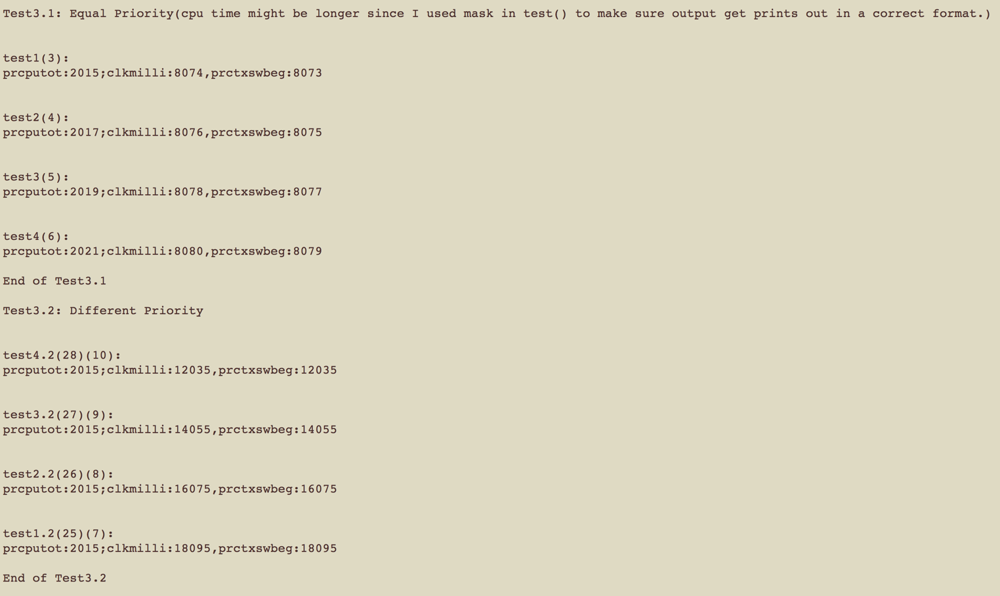 Test3.1: Equal Priority(cpu time might be longer since I used mask in test() to make sure output get prints out in a correct format.)
test1(3):
prcputot:2015;clkmilli:8074,prctxswbeg:8073
test2(4):
prcputot:2017;clkmilli:8076,prctxswbeg:8075
test3(5):
prcputot:2019;clkmilli:8078,prctxswbeg:8077
test4(6):
prcputot:2021;clkmilli:8080,prctxswbeg:8079
End of Test3.1
Test3.2: Different Priority
test4.2(28)(10):
prcputot:2015;clkmilli:12035,prctxswbeg:12035
test3.2(27)(9):
prcputot:2015;clkmilli:14055,prctxswbeg:14055
test2.2(26)(8):
prcputot:2015;clkmilli:16075,prctxswbeg:16075
test1.2(25)(7):
prcputot:2015;clkmilli:18095,prctxswbeg:18095
End of Test3.2